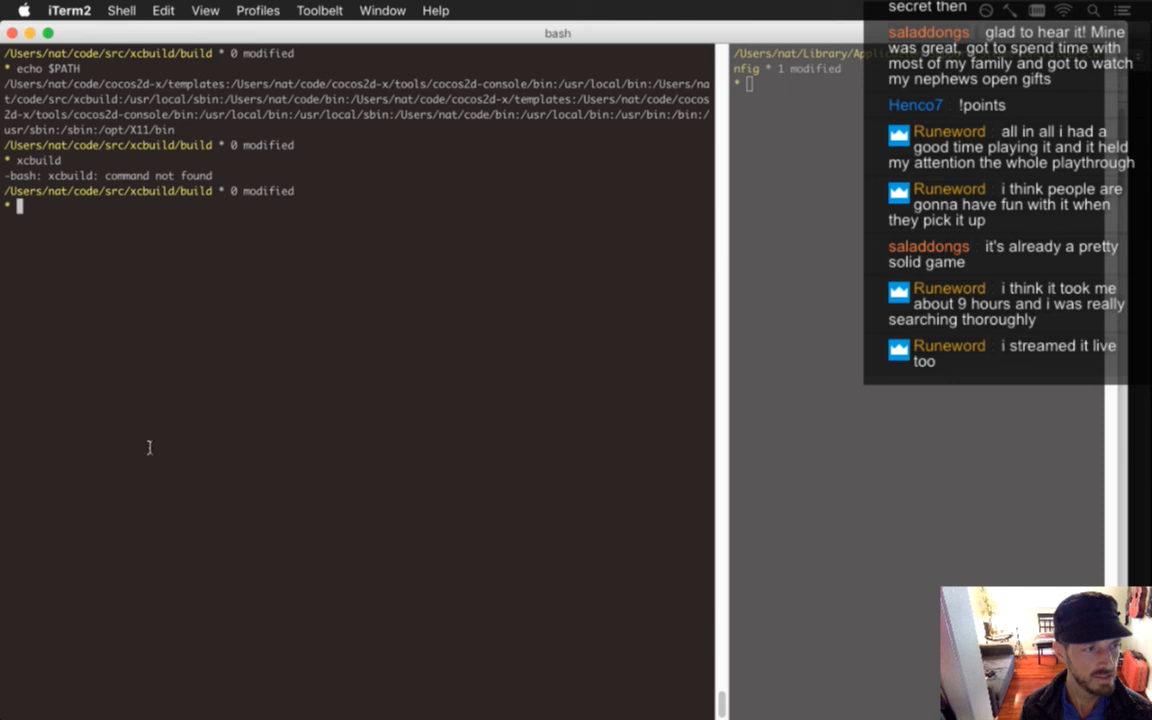 iTerm2 Shell Edit View Profiles Toolbelt Window Help
bash
/Users/nat/code/src/xcbuild/build * 0 modified
* echo $PATH
/Users/nat/code/cocos2d-x/templates:/Users/nat/code/cocos2d-x/tools/cocos2d-console/bin:/usr/local/bin:/Users/na
t/code/src/xcbuild:/usr/local/sbin:/Users/nat/code/bin:/Users/nat/code/cocos2d-x/templates:/Users/nat/code/cocos
2d-x/tools/cocos2d-console/bin:/usr/local/bin:/usr/local/sbin:/Users/nat/code/bin:/usr/local/bin:/usr/bin:/bin:/
usr/sbin:/sbin:/opt/X11/bin
/Users/nat/code/src/xcbuild/build * 0 modified
* xcbuild
-bash: xcbuild: command not found
/Users/nat/code/src/xcbuild/build * 0 modified
*
/Users/nat/Library/Appl
nfig * 1 modified
*
secret then
saladdongs glad to hear it! Mine
was great, got to spend time with
most of my family and got to watch
my nephews open gifts
Henco7 !points
Runeword all in all i had a
good time playing it and it held
my attention the whole playthrough
Runeword i think people are
gonna have fun with it when
they pick it up
saladdongs it's already a pretty
solid game
Runeword i think it took me
about 9 hours and i was really
searching thoroughly
Runeword i streamed it live
too